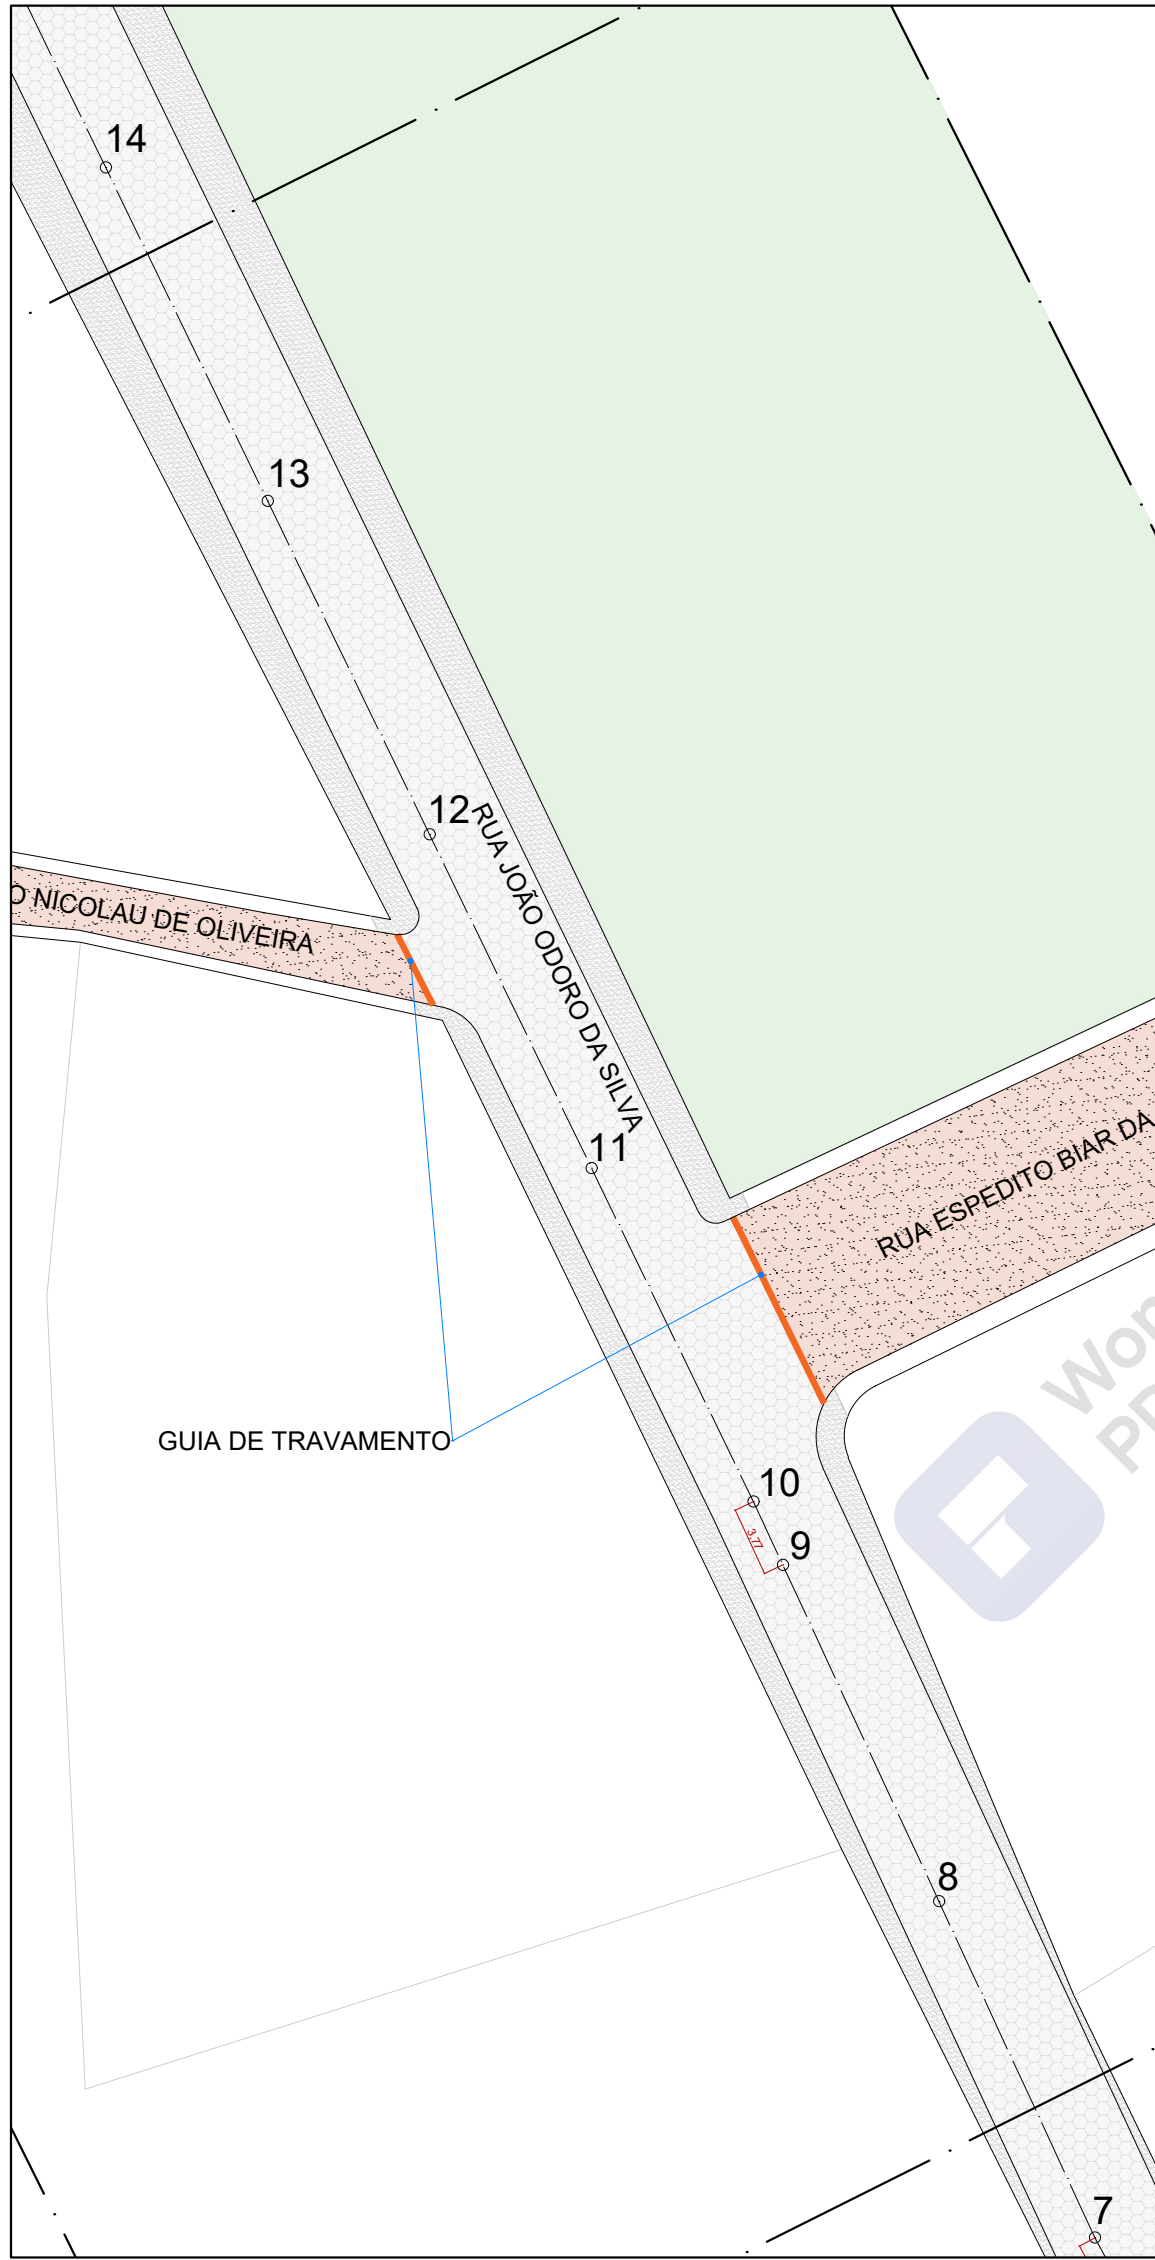 14
13
12
RUA JOÃO ODORO DA SILVA
O NICOLAU DE OLIVEIRA
11
RUA ESPEDITO BIAR DA
GUIA DE TRAVAMENTO
10
3,77
9
8
7